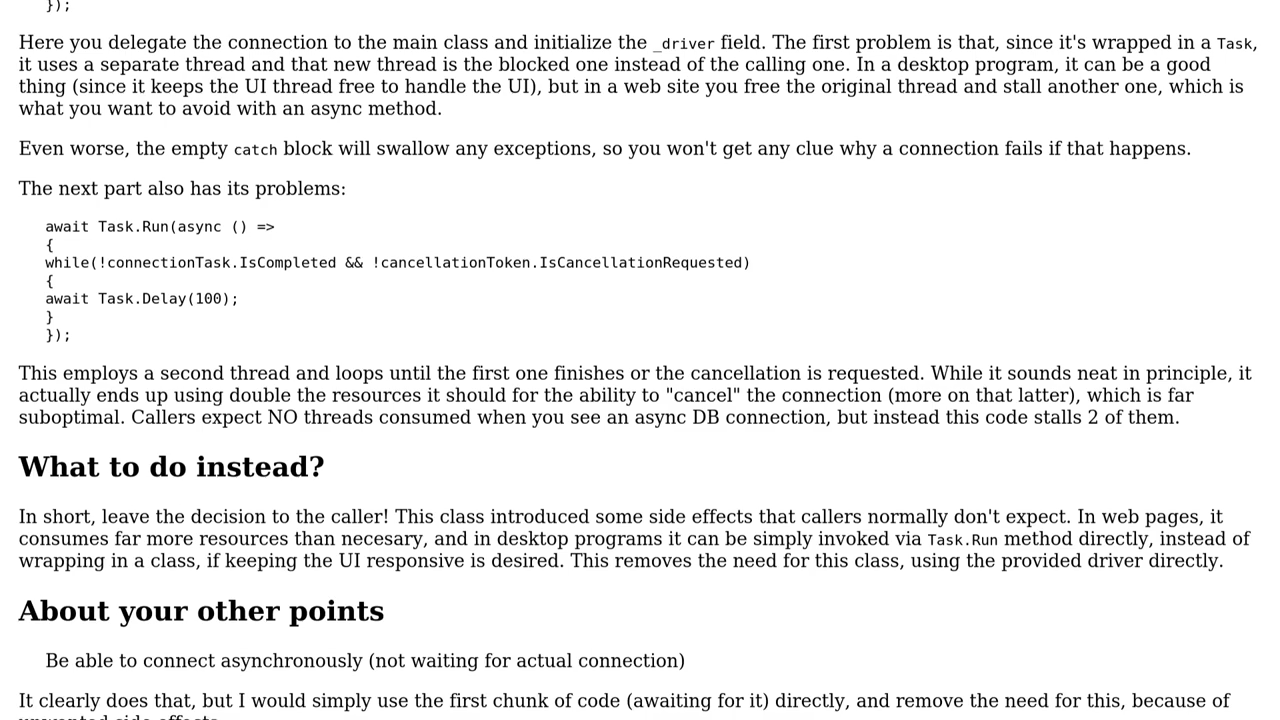 });
Here you delegate the connection to the main class and initialize the _driver field. The first problem is that, since it's wrapped in a Task,
it uses a separate thread and that new thread is the blocked one instead of the calling one. In a desktop program, it can be a good
thing (since it keeps the UI thread free to handle the UI), but in a web site you free the original thread and stall another one, which is
what you want to avoid with an async method.
Even worse, the empty catch block will swallow any exceptions, so you won't get any clue why a connection fails if that happens.
The next part also has its problems:
await Task.Run(async () =>
{
while(!connectionTask.IsCompleted && !cancellationToken.IsCancellationRequested)
{
await Task.Delay(100);
}
});
This employs a second thread and loops until the first one finishes or the cancellation is requested. While it sounds neat in principle, it
actually ends up using double the resources it should for the ability to "cancel" the connection (more on that latter), which is far
suboptimal. Callers expect NO threads consumed when you see an async DB connection, but instead this code stalls 2 of them.
What to do instead?
In short, leave the decision to the caller! This class introduced some side effects that callers normally don't expect. In web pages, it
consumes far more resources than necesary, and in desktop programs it can be simply invoked via Task.Run method directly, instead of
wrapping in a class, if keeping the UI responsive is desired. This removes the need for this class, using the provided driver directly.
About your other points
Be able to connect asynchronously (not waiting for actual connection)
It clearly does that, but I would simply use the first chunk of code (awaiting for it) directly, and remove the need for this, because of
unwanted side effects.